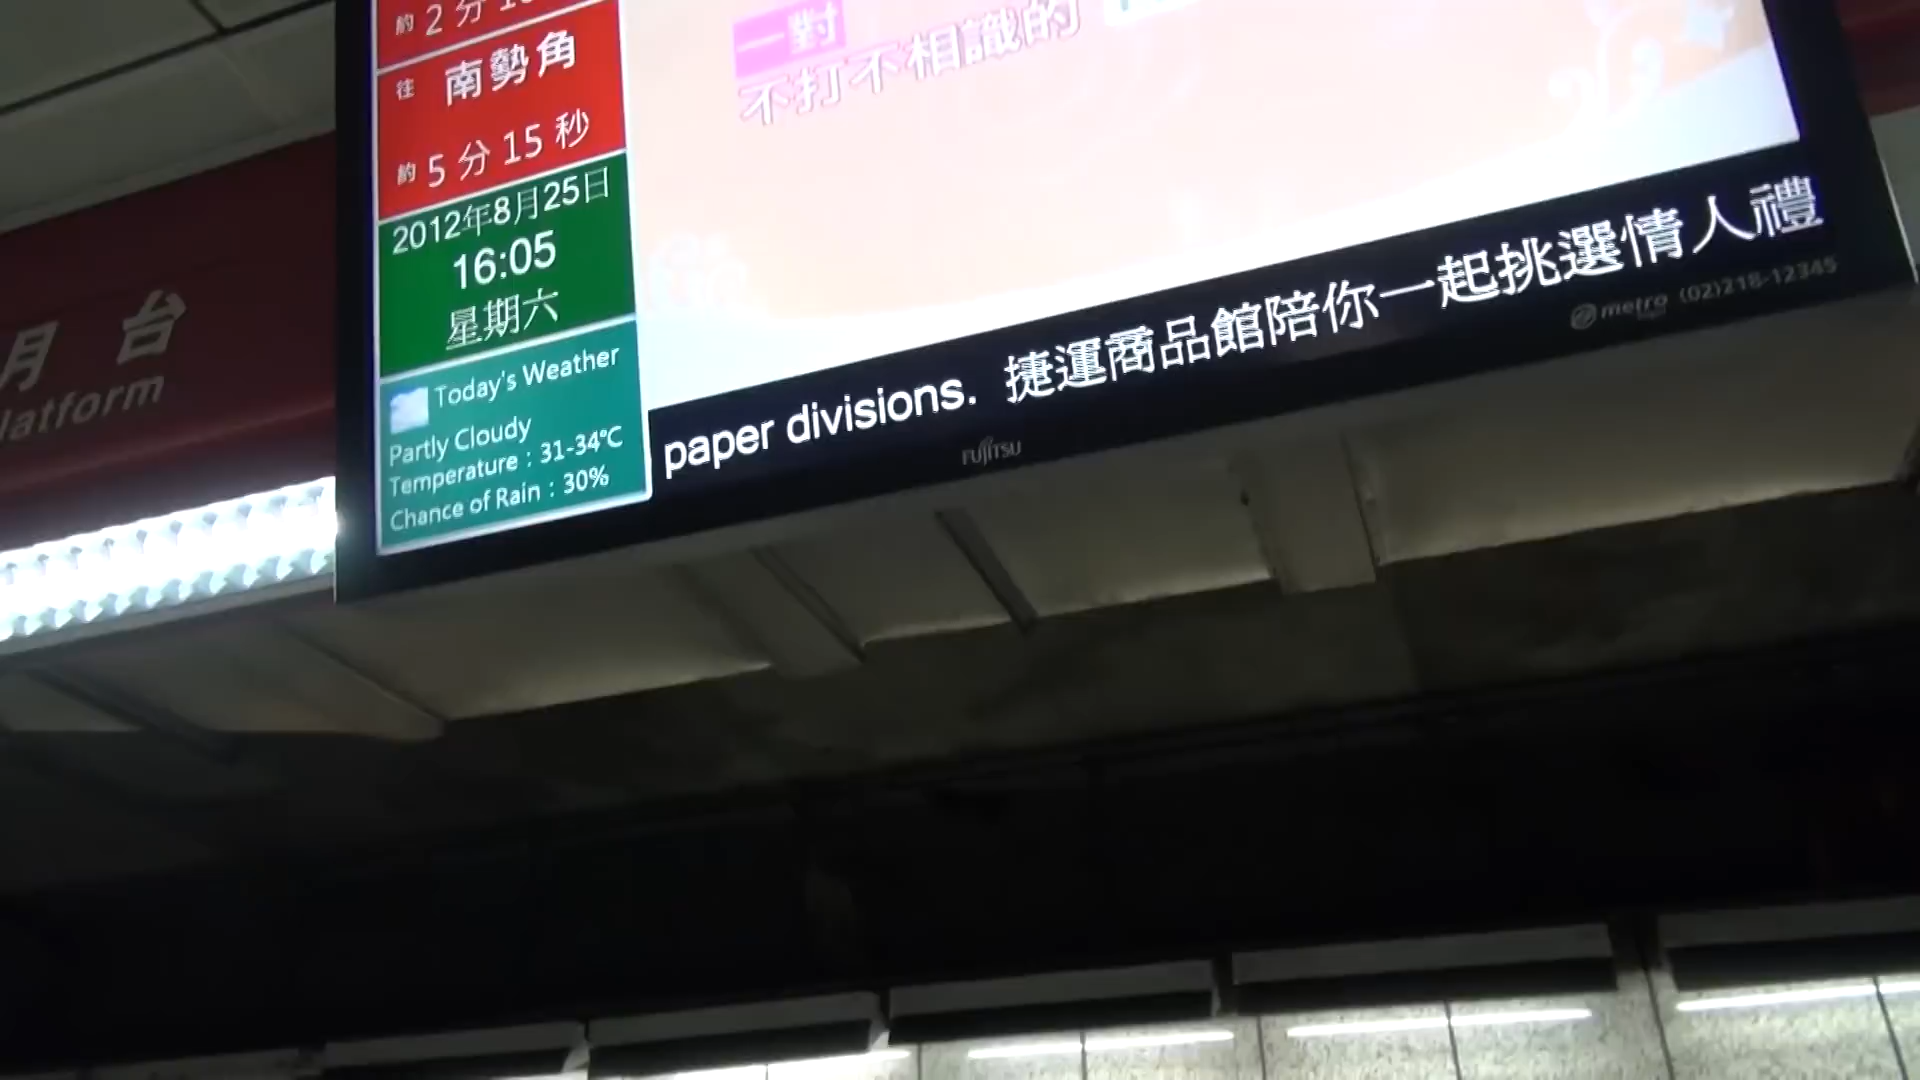 約 2 分
往 南勢角
約 5 分 15 秒
2012年8月25日
16:05
星期六
Today's Weather
Partly Cloudy
Temperature : 31-34℃
Chance of Rain : 30%
一對
不打不相識的
paper divisions. 捷運商品館陪你一起挑選情人禮
FUJITSU
metro (02)218-12345
月台
latform